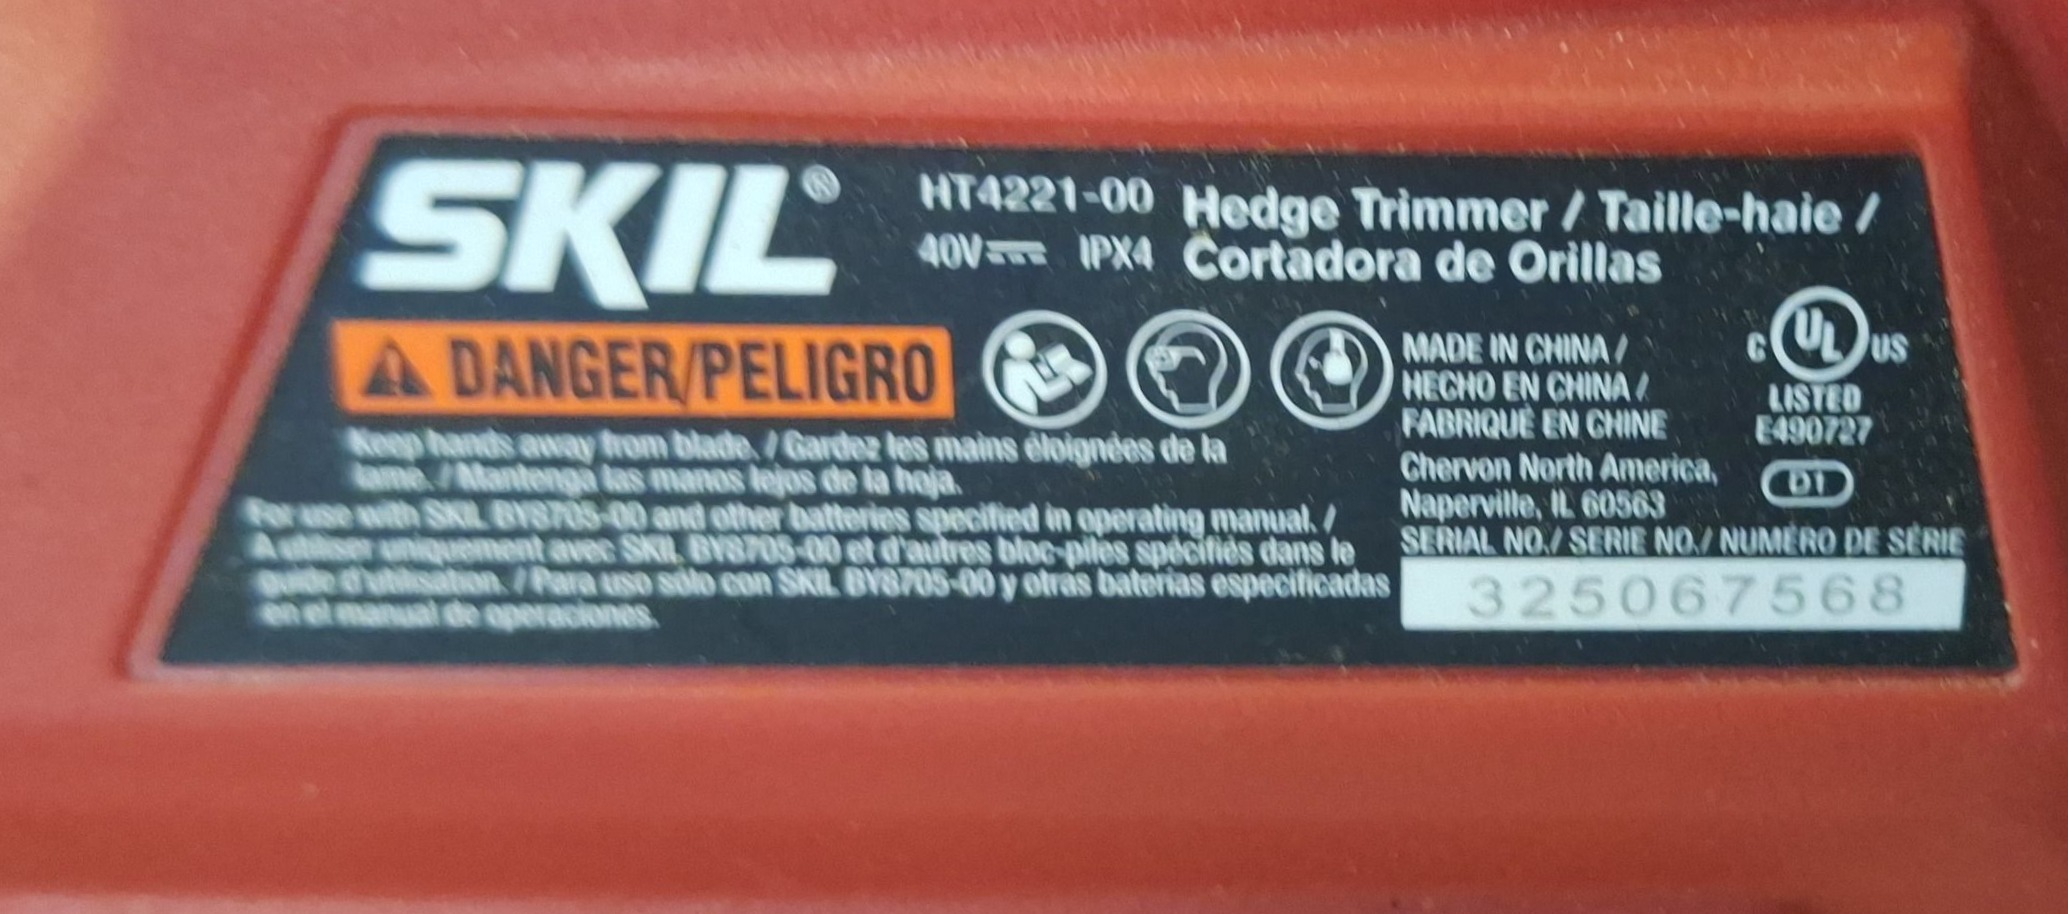 SKIL®
HT4221-00
40V IPX4
Hedge Trimmer / Taille-haie /
Cortadora de Orillas
DANGER/PELIGRO
Keep hands away from blade. / Gardez les mains éloignées de la
lame. / Mantenga las manos lejos de la hoja.
For use with SKIL BY8705-00 and other batteries specified in operating manual. /
À utiliser uniquement avec SKIL BY8705-00 et d'autres bloc-piles spécifiés dans le
guide d'utilisation. / Para uso sólo con SKIL BY8705-00 y otras baterías especificadas
en el manual de operaciones.
MADE IN CHINA /
HECHO EN CHINA /
FABRIQUÉ EN CHINE
Chervon North America,
Naperville, IL 60563
C UL US
LISTED
E490727
D1
SERIAL NO./ SERIE NO./ NUMÉRO DE SÉRIE
325067568